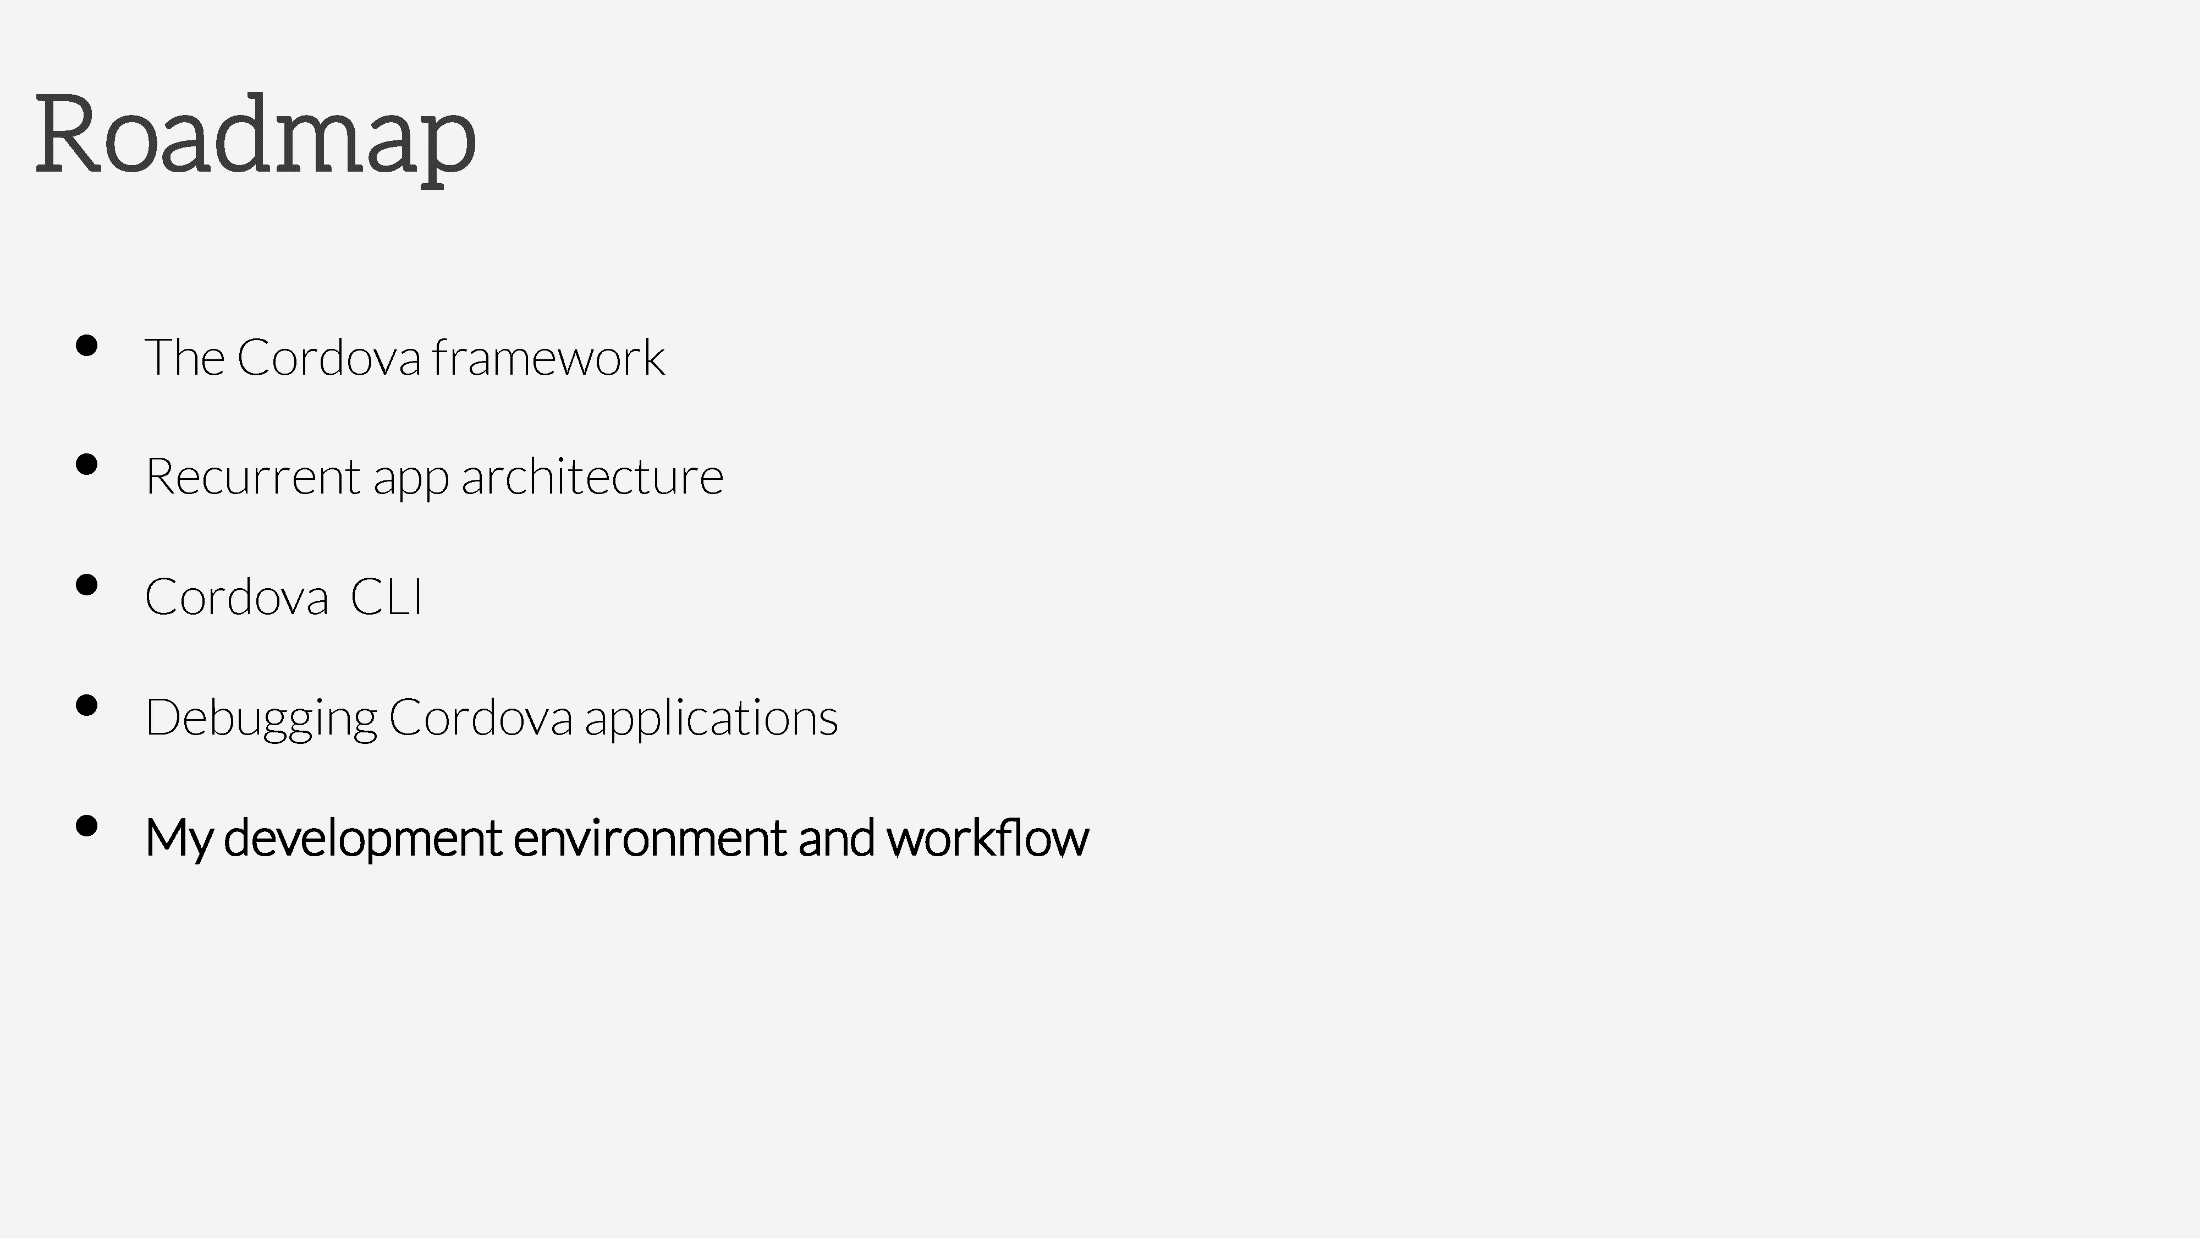 Roadmap
• The Cordova framework
• Recurrent app architecture
• Cordova  CLI
• Debugging Cordova applications
• My development environment and workflow